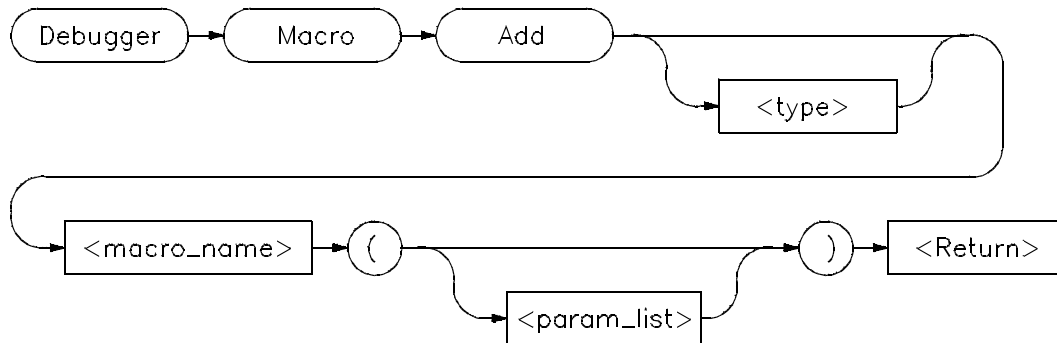 Debugger Macro Add
<type>
<macro_name> ( ) <Return>
<param_list>